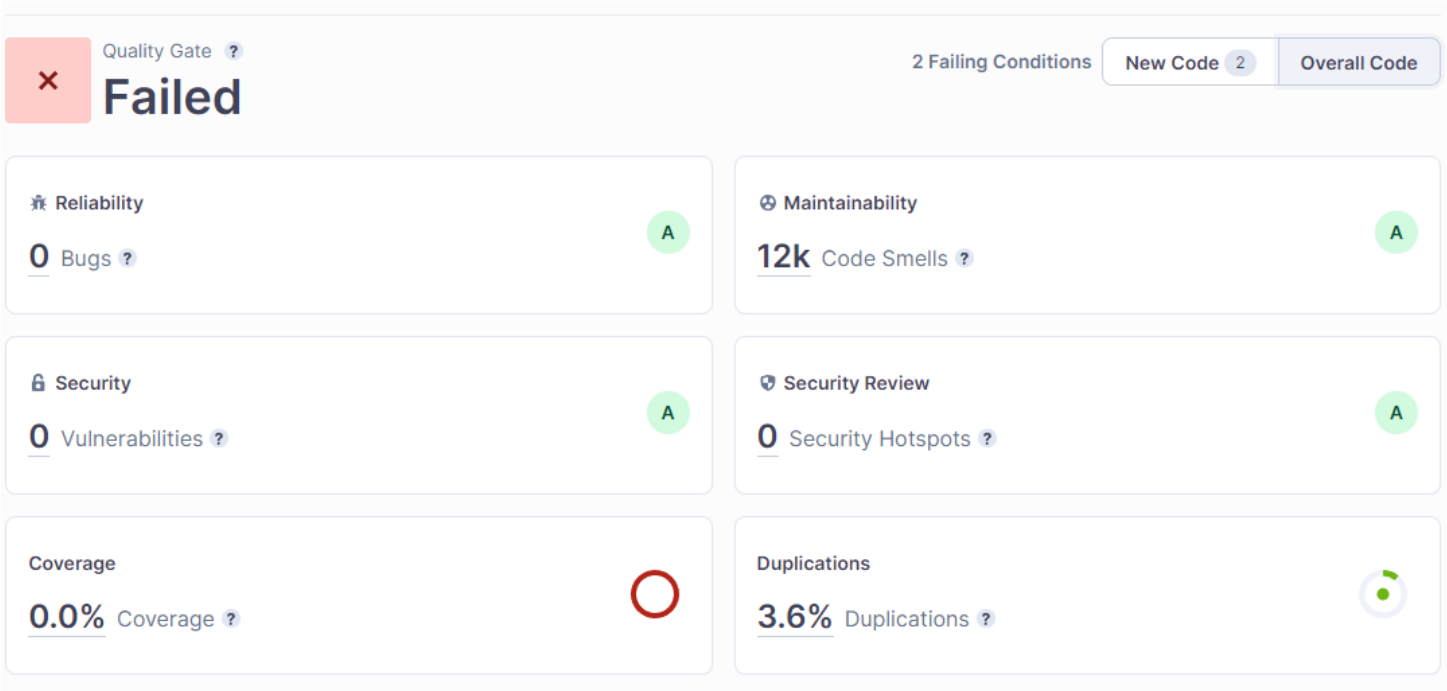 Quality Gate ?
Failed
2 Failing Conditions
New Code 2
Overall Code
Reliability
0 Bugs ?
A
Maintainability
12k Code Smells ?
A
Security
0 Vulnerabilities ?
A
Security Review
0 Security Hotspots ?
A
Coverage
0.0% Coverage ?
Duplications
3.6% Duplications ?